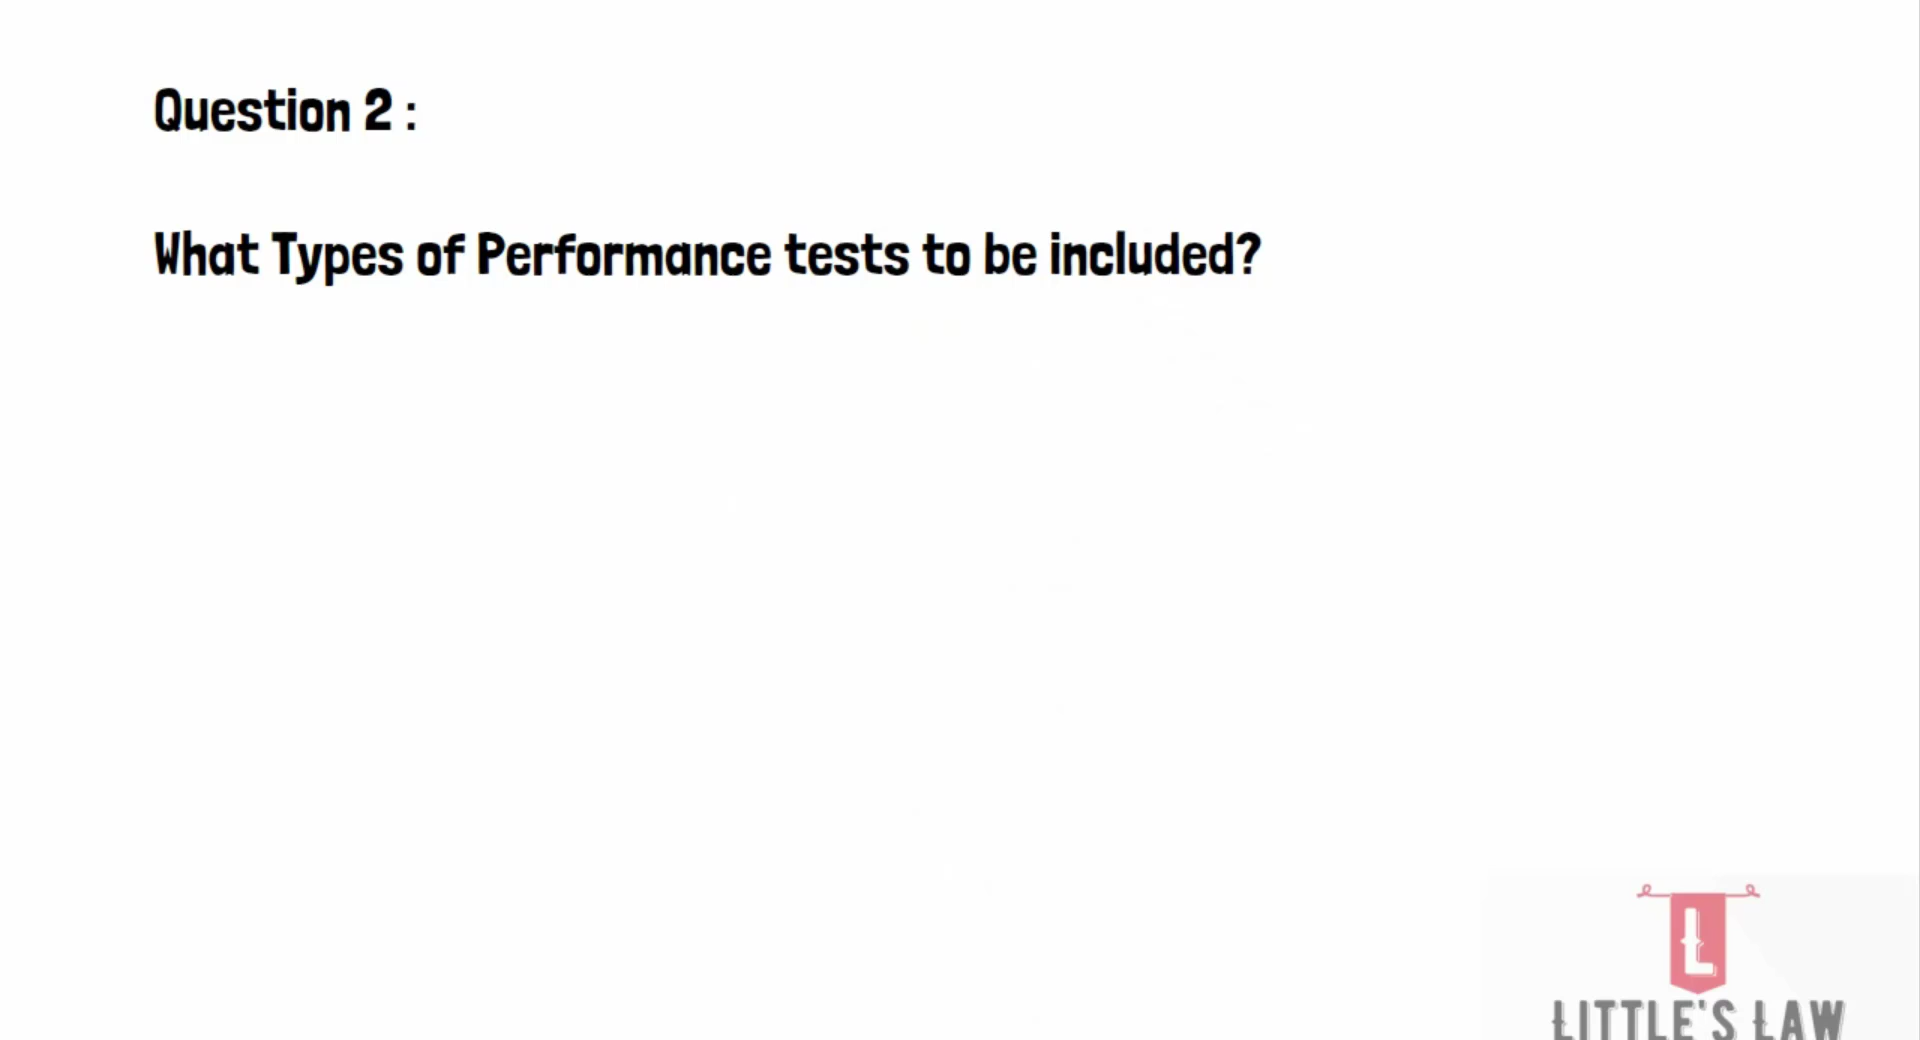 Question 2 :
What Types of Performance tests to be included?
L
LITTLE'S LAW